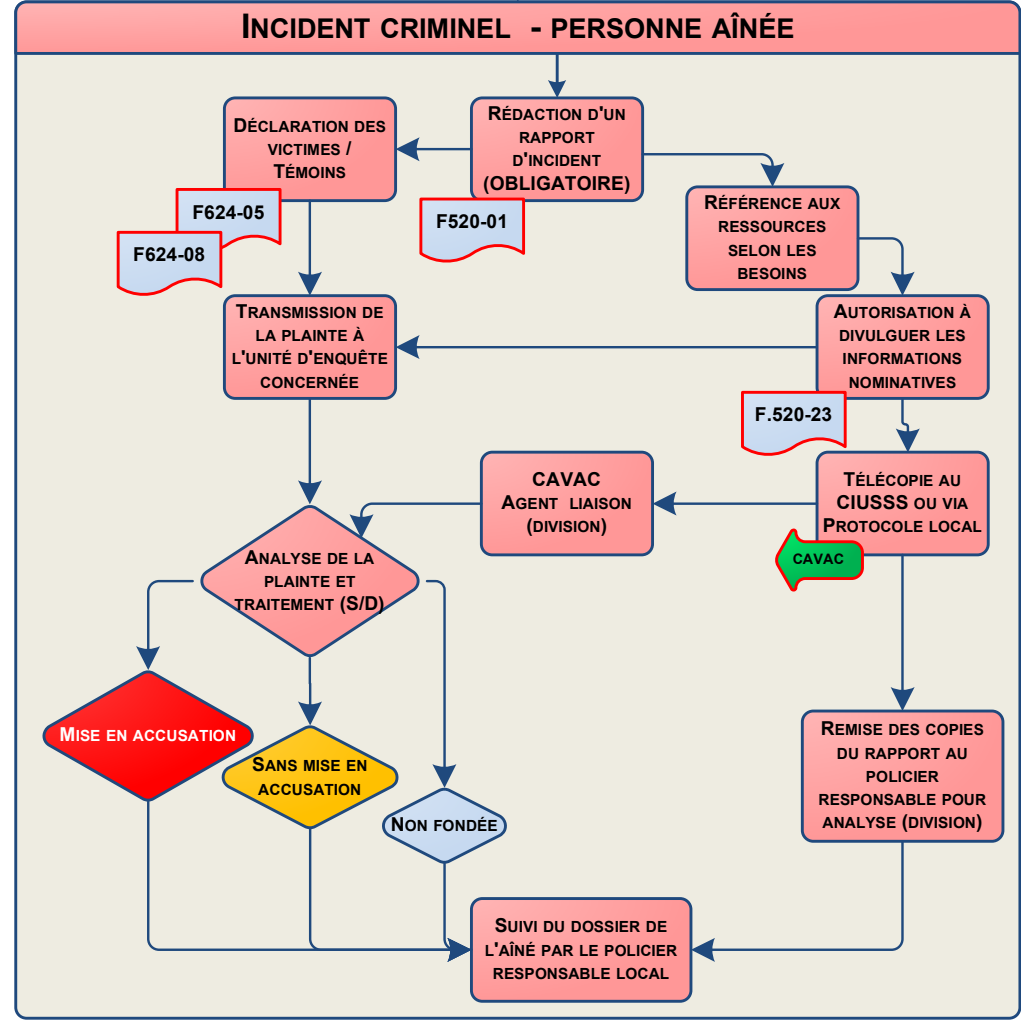 INCIDENT CRIMINEL - PERSONNE AÎNÉE
DÉCLARATION DES
VICTIMES /
TÉMOINS
F624-05
F624-08
RÉDACTION D'UN
RAPPORT
D'INCIDENT
(OBLIGATOIRE)
F520-01
RÉFÉRENCE AUX
RESSOURCES
SELON LES
BESOINS
TRANSMISSION DE
LA PLAINTE À
L'UNITÉ D'ENQUÊTE
CONCERNÉE
AUTORISATION À
DIVULGUER LES
INFORMATIONS
NOMINATIVES
F.520-23
CAVAC
AGENT LIAISON
(DIVISION)
TÉLÉCOPIE AU
CIUSSS OU VIA
PROTOCOLE LOCAL
CAVAC
ANALYSE DE LA
PLAINTE ET
TRAITEMENT (S/D)
MISE EN ACCUSATION
SANS MISE EN
ACCUSATION
NON FONDÉE
REMISE DES COPIES
DU RAPPORT AU
POLICIER
RESPONSABLE POUR
ANALYSE (DIVISION)
SUIVI DU DOSSIER DE
L'AÎNÉ PAR LE POLICIER
RESPONSABLE LOCAL